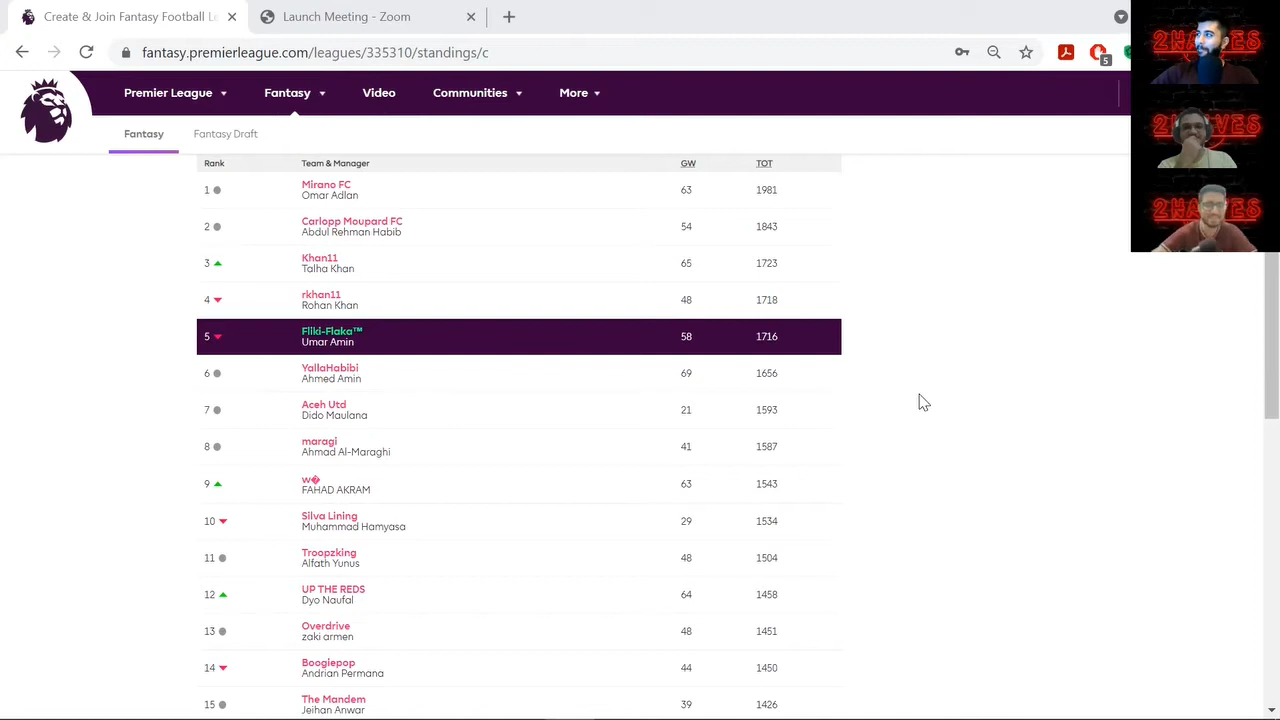 Create & Join Fantasy Football L
Launch Meeting - Zoom
fantasy.premierleague.com/leagues/535310/stand
5
Premier League
Fantasy
Video
Communities
More
Fantasy
Fantasy Draft
Rank Team & Manager GW TOT
1 Mirano FC 63 1981
Omar Adlan
2 Carlopp Moupard FC 54 1843
Abdul Rehman Habib
3 Khan11 65 1723
Talha Khan
4 rkhan11 48 1718
Rohan Khan
5 Fliki-Flaka™ 58 1716
Umar Amin
6 YallaHabibi 69 1656
Ahmed Amin
7 Aceh Utd 21 1593
Dido Maulana
8 maragi 41 1587
Ahmad Al-Maraghi
9 w� 63 1543
FAHAD AKRAM
10 Silva Lining 29 1534
Muhammad Hamyasa
11 Troopzking 48 1504
Alfath Yunus
12 UP THE REDS 64 1458
Dyo Naufal
13 Overdrive 48 1451
zaki armen
14 Boogiepop 44 1450
Andrian Permana
15 The Mandem 39 1426
Jeihan Anwar